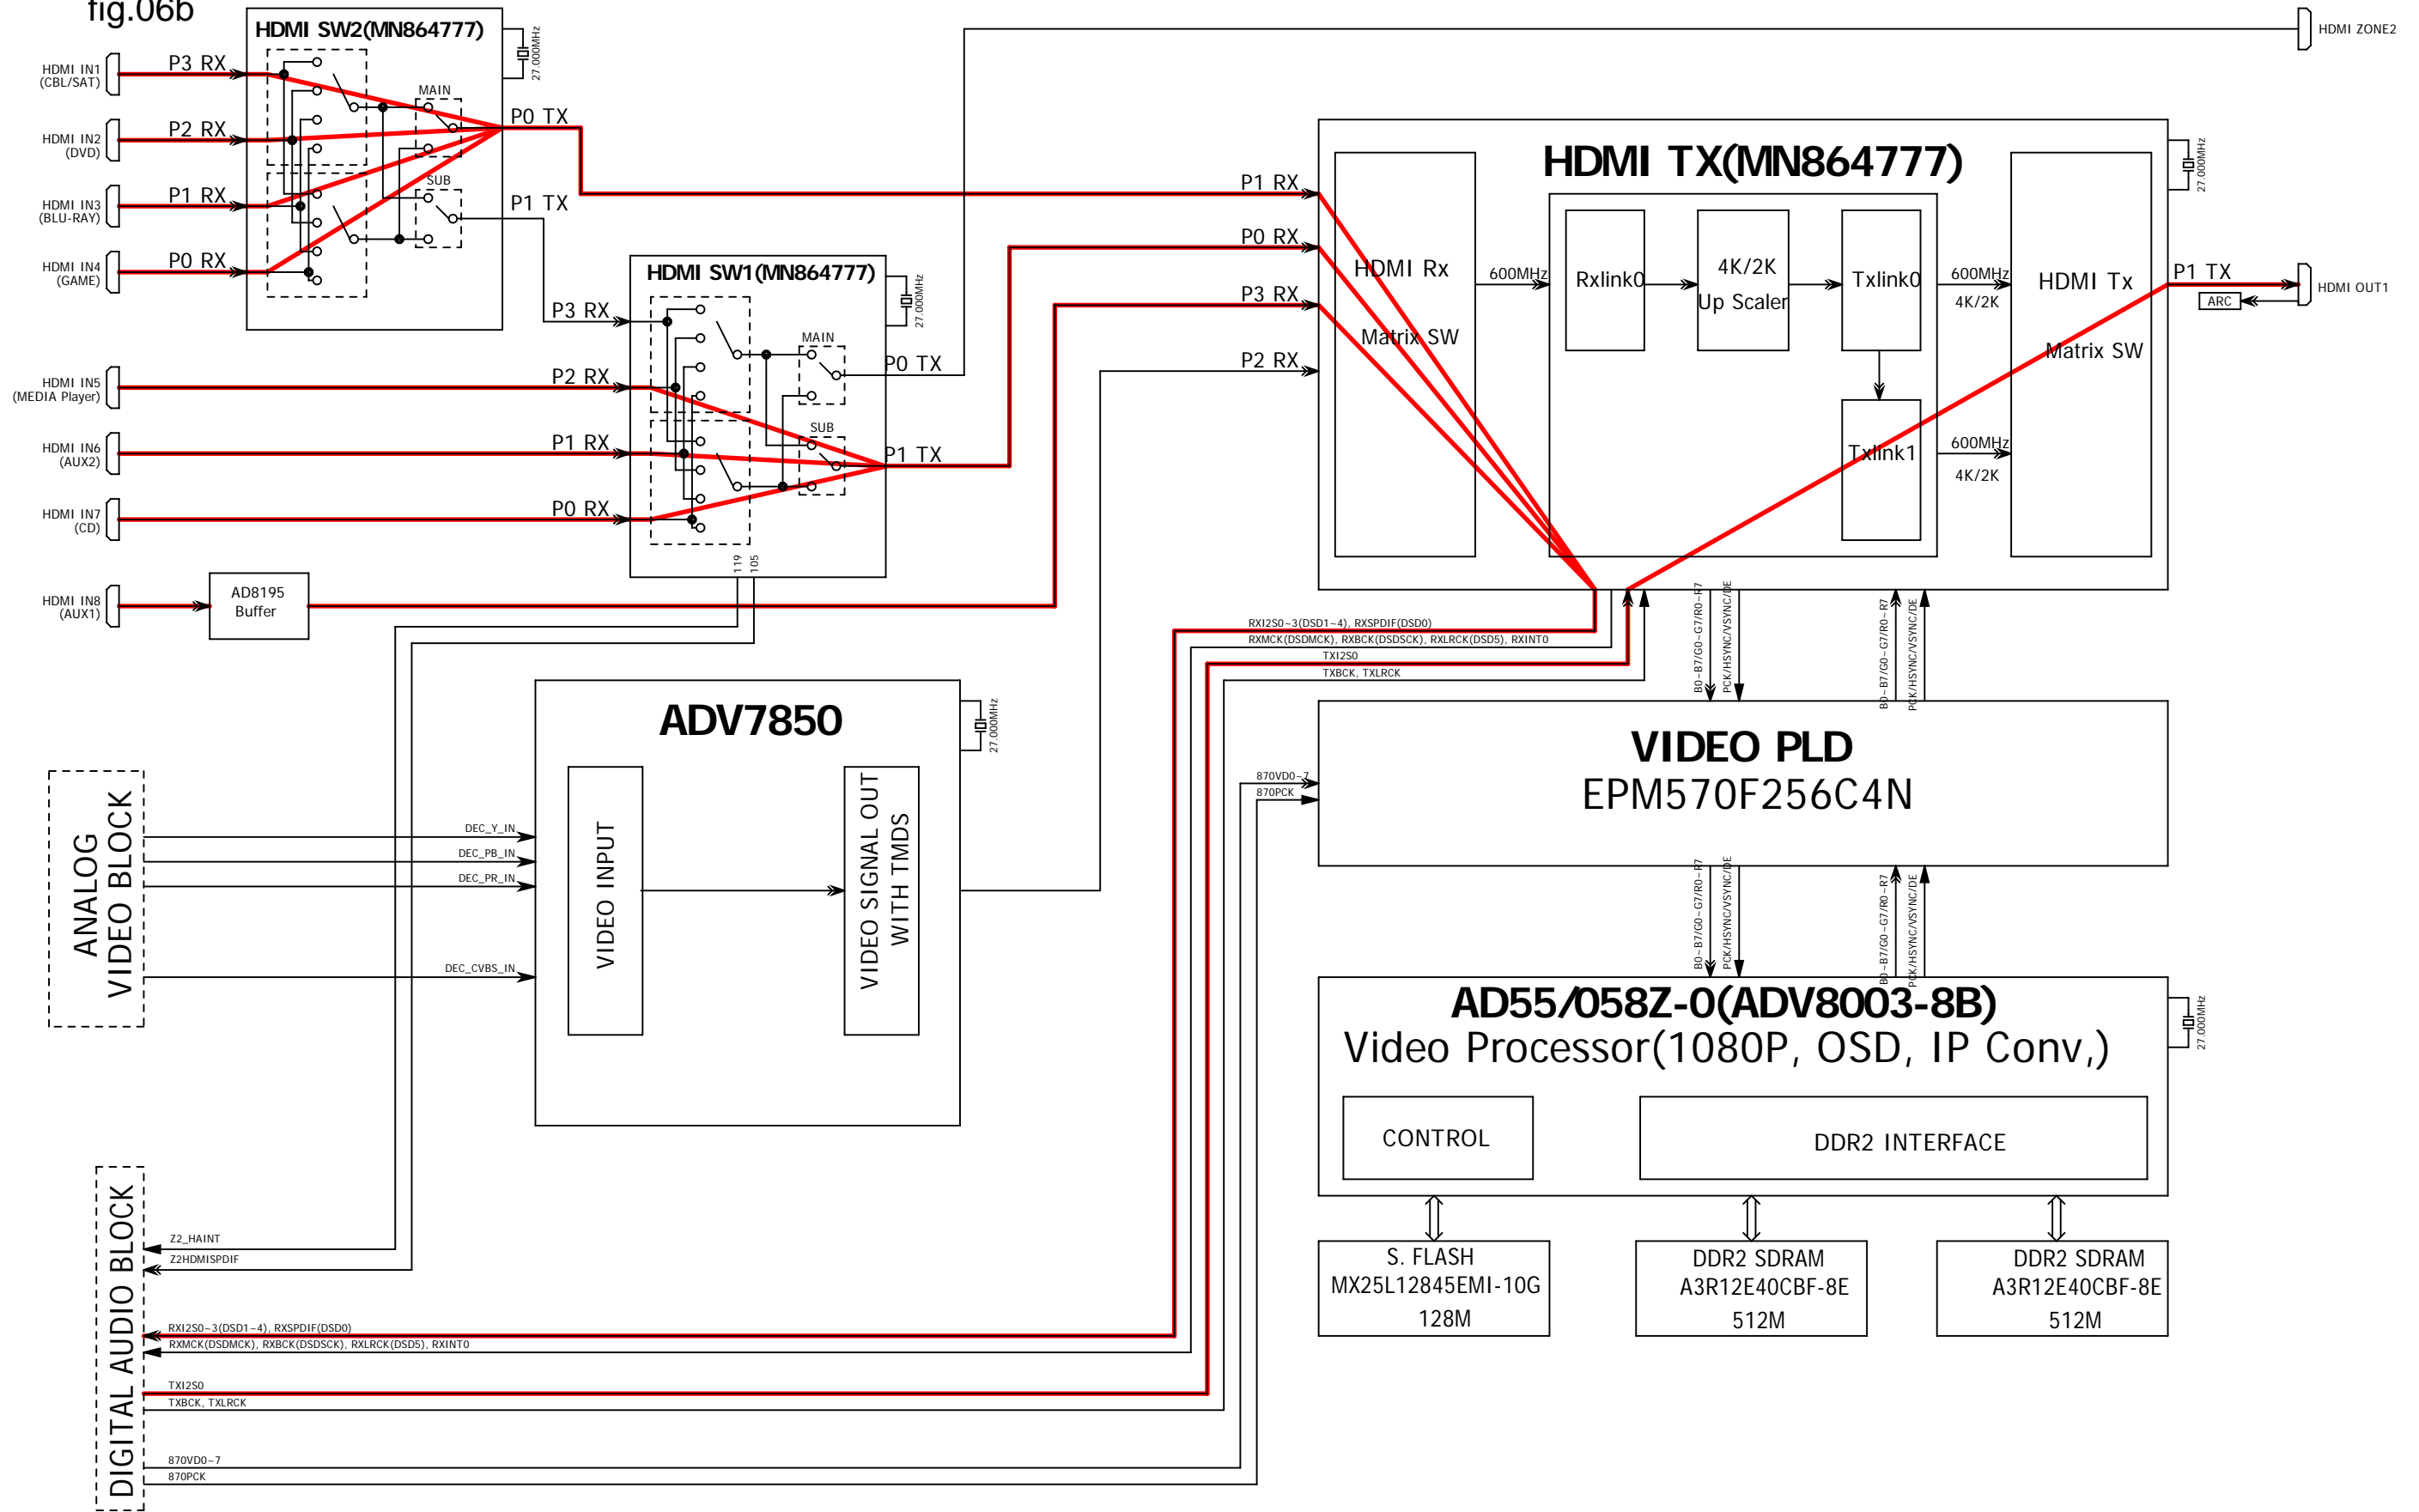 fig.06b
HDMI SW2(MN864777)
27.000MHz
HDMI IN1
(CBL/SAT)
P3 RX
HDMI IN2
(DVD)
P2 RX
HDMI IN3
(BLU-RAY)
P1 RX
HDMI IN4
(GAME)
P0 RX
MAIN
SUB
P0 TX
P1 TX
HDMI ZONE2
HDMI SW1(MN864777)
27.000MHz
P3 RX
HDMI IN5
(MEDIA Player)
P2 RX
HDMI IN6
(AUX2)
P1 RX
HDMI IN7
(CD)
P0 RX
MAIN
SUB
P0 TX
P1 TX
119
105
HDMI IN8
(AUX1)
AD8195
Buffer
HDMI TX(MN864777)
27.000MHz
P1 RX
P0 RX
P3 RX
P2 RX
HDMI Rx
Matrix SW
600MHz
Rxlink0
4K/2K
Up Scaler
Txlink0
Txlink1
600MHz
4K/2K
600MHz
4K/2K
HDMI Tx
Matrix SW
P1 TX
ARC
HDMI OUT1
RXI2S0~3(DSD1~4), RXSPDIF(DSD0)
RXMCK(DSDMCK), RXBCK(DSDSCK), RXLRCK(DSD5), RXINT0
TXI2S0
TXBCK, TXLRCK
B0~B7/G0~G7/R0~R7
PCK/HSYNC/VSYNC/DE
B0~B7/G0~G7/R0~R7
PCK/HSYNC/VSYNC/DE
ADV7850
27.000MHz
VIDEO INPUT
VIDEO SIGNAL OUT
WITH TMDS
ANALOG
VIDEO BLOCK
DEC_Y_IN
DEC_PB_IN
DEC_PR_IN
DEC_CVBS_IN
VIDEO PLD
EPM570F256C4N
870VD0~7
870PCK
B0~B7/G0~G7/R0~R7
PCK/HSYNC/VSYNC/DE
B0~B7/G0~G7/R0~R7
PCK/HSYNC/VSYNC/DE
AD55/058Z-0(ADV8003-8B)
Video Processor(1080P, OSD, IP Conv,)
27.000MHz
CONTROL
DDR2 INTERFACE
S. FLASH
MX25L12845EMI-10G
128M
DDR2 SDRAM
A3R12E40CBF-8E
512M
DDR2 SDRAM
A3R12E40CBF-8E
512M
DIGITAL AUDIO BLOCK
Z2_HAINT
Z2HDMISPDIF
RXI2S0~3(DSD1~4), RXSPDIF(DSD0)
RXMCK(DSDMCK), RXBCK(DSDSCK), RXLRCK(DSD5), RXINT0
TXI2S0
TXBCK, TXLRCK
870VD0~7
870PCK